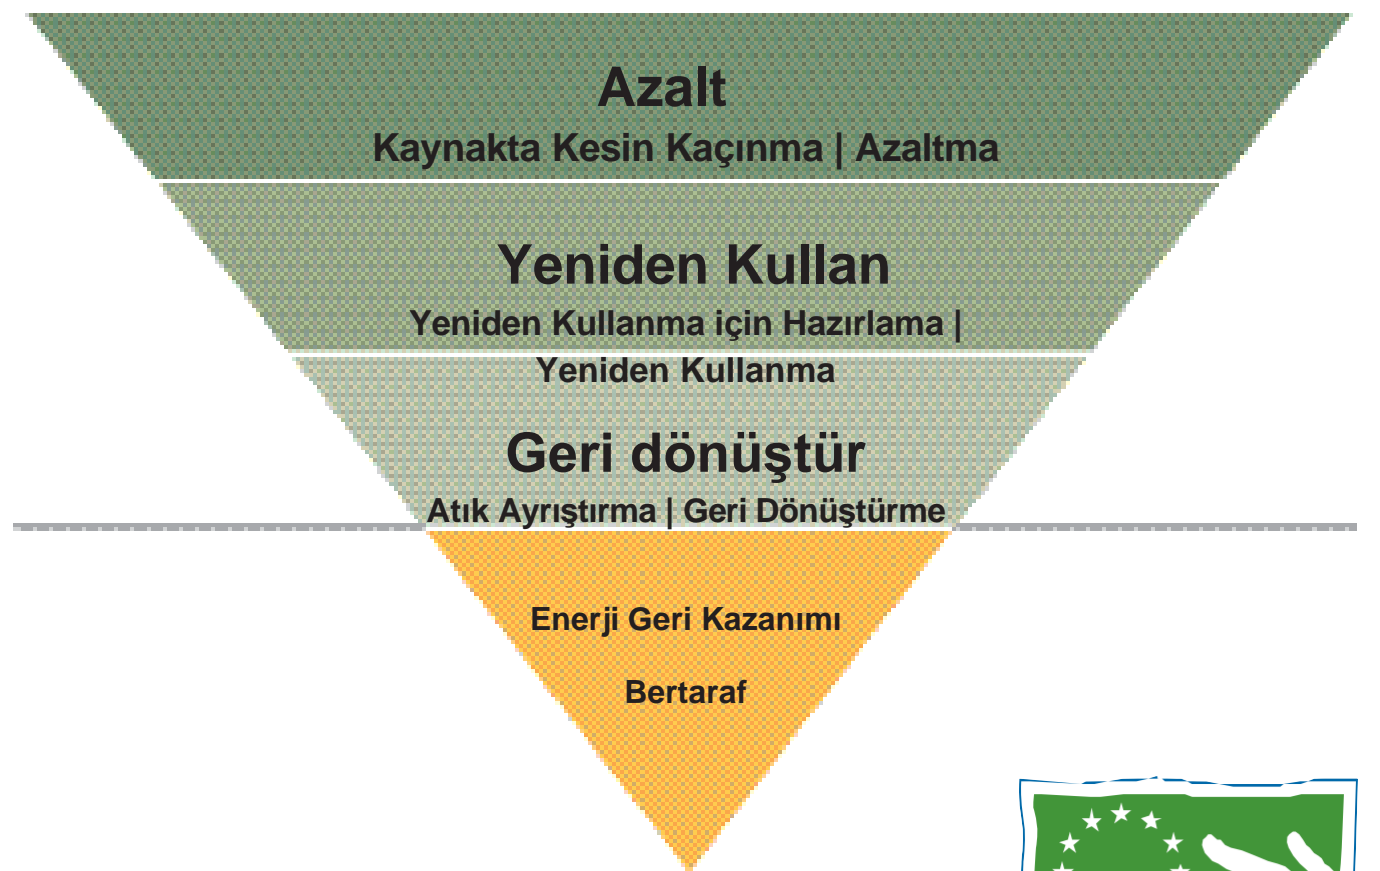 Azalt
Kaynakta Kesin Kaçınma | Azaltma
Yeniden Kullan
Yeniden Kullanma için Hazırlama |
Yeniden Kullanma
Geri dönüştür
Atık Ayrıştırma | Geri Dönüştürme
Enerji Geri Kazanımı
Bertaraf